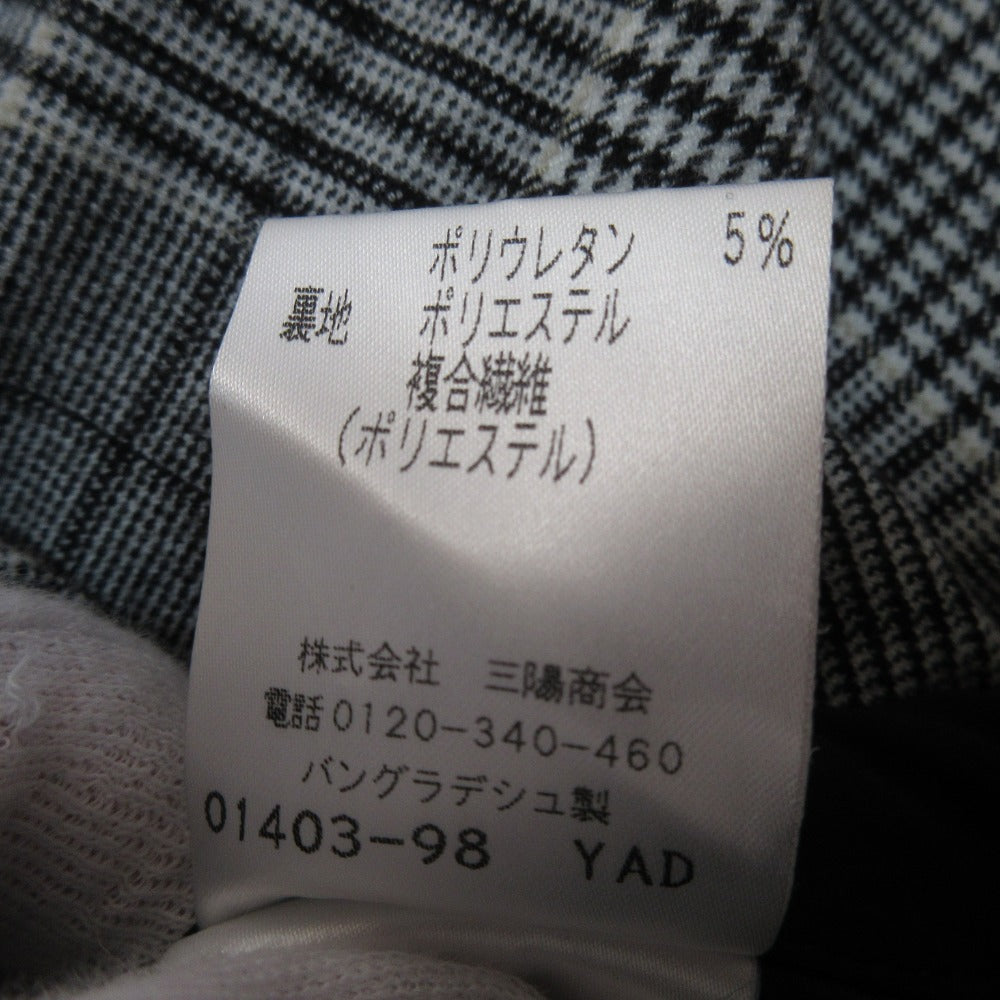 ポリウレタン 5%
裏地 ポリエステル
複合繊維
(ポリエステル)
株式会社 三陽商会
電話0120-340-460
バングラデシュ製
01403-98 YAD